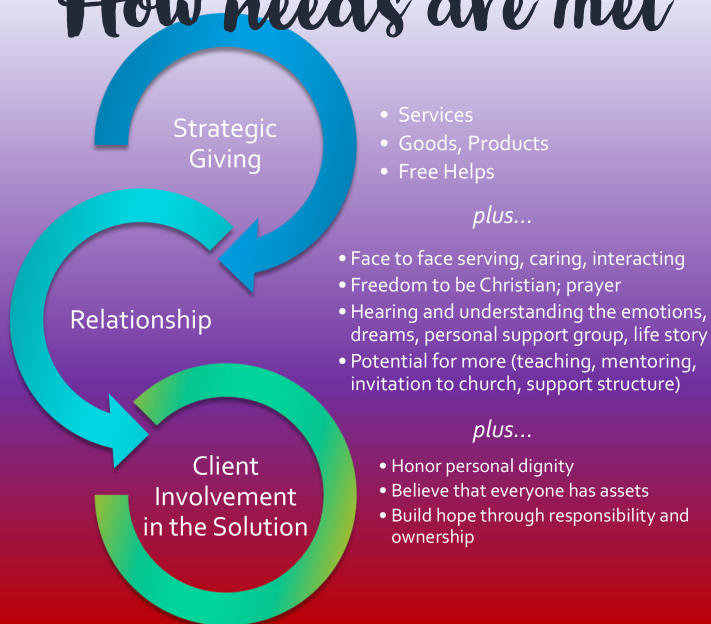 How needs are met
Strategic
Giving
• Services
• Goods, Products
• Free Helps
plus...
Relationship
• Face to face serving, caring, interacting
• Freedom to be Christian; prayer
• Hearing and understanding the emotions,
dreams, personal support group, life story
• Potential for more (teaching, mentoring,
invitation to church, support structure)
plus...
Client
Involvement
in the Solution
• Honor personal dignity
• Believe that everyone has assets
• Build hope through responsibility and
ownership